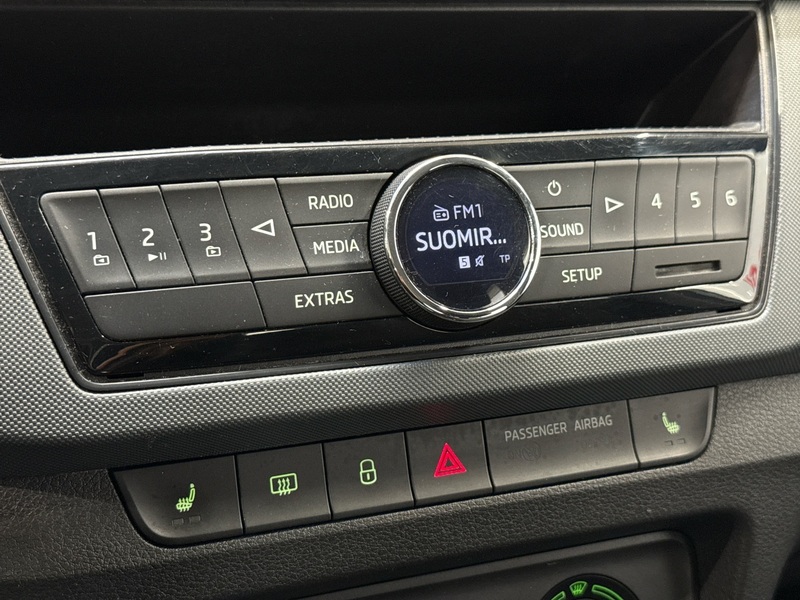 1
2
3
RADIO
MEDIA
EXTRAS
FM1
SUOMIR...
5
TP
SOUND
SETUP
4
5
6
PASSENGER AIRBAG